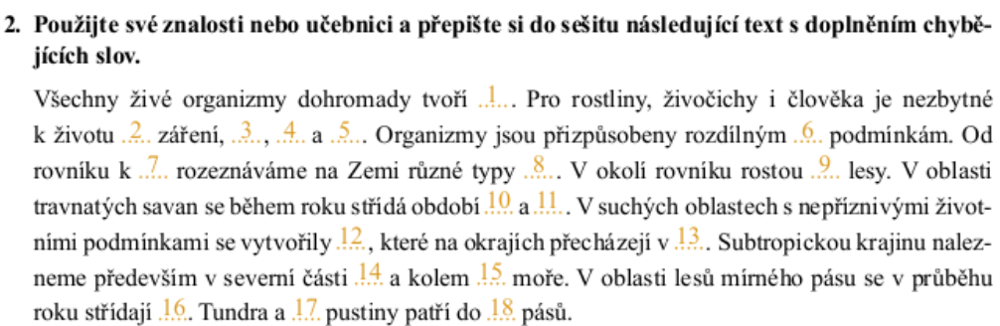 2. Použijte své znalosti nebo učebnici a přepište si do sešitu následující text s doplněním chybě-
jících slov.
Všechny živé organizmy dohromady tvoří ..1... Pro rostliny, živočichy i člověka je nezbytné
k životu ..2.. záření, ..3.., ..4.. a ..5... Organizmy jsou přizpůsobeny rozdílným ..6.. podmínkám. Od
rovníku k ..7.. rozeznáváme na Zemi různé typy ..8... V okolí rovníku rostou ..9.. lesy. V oblasti
travnatých savan se během roku střídá období ..10.. a ..11... V suchých oblastech s nepříznivými život-
ními podmínkami se vytvořily ..12.., které na okrajích přecházejí v ..13... Subtropickou krajinu nalez-
neme především v severní části ..14.. a kolem ..15.. moře. V oblasti lesů mírného pásu se v průběhu
roku střídají ..16... Tundra a ..17.. pustiny patří do ..18.. pásů.